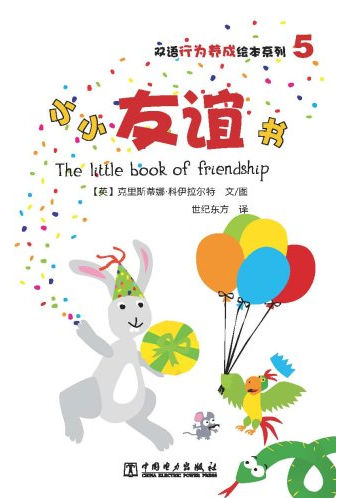 双语行为养成绘本系列 5
小小友谊书
The little book of friendship
【英】克里斯蒂娜·科伊拉尔特 文/图
世纪东方 译
中国电力出版社
CHINA ELECTRIC POWER PRESS